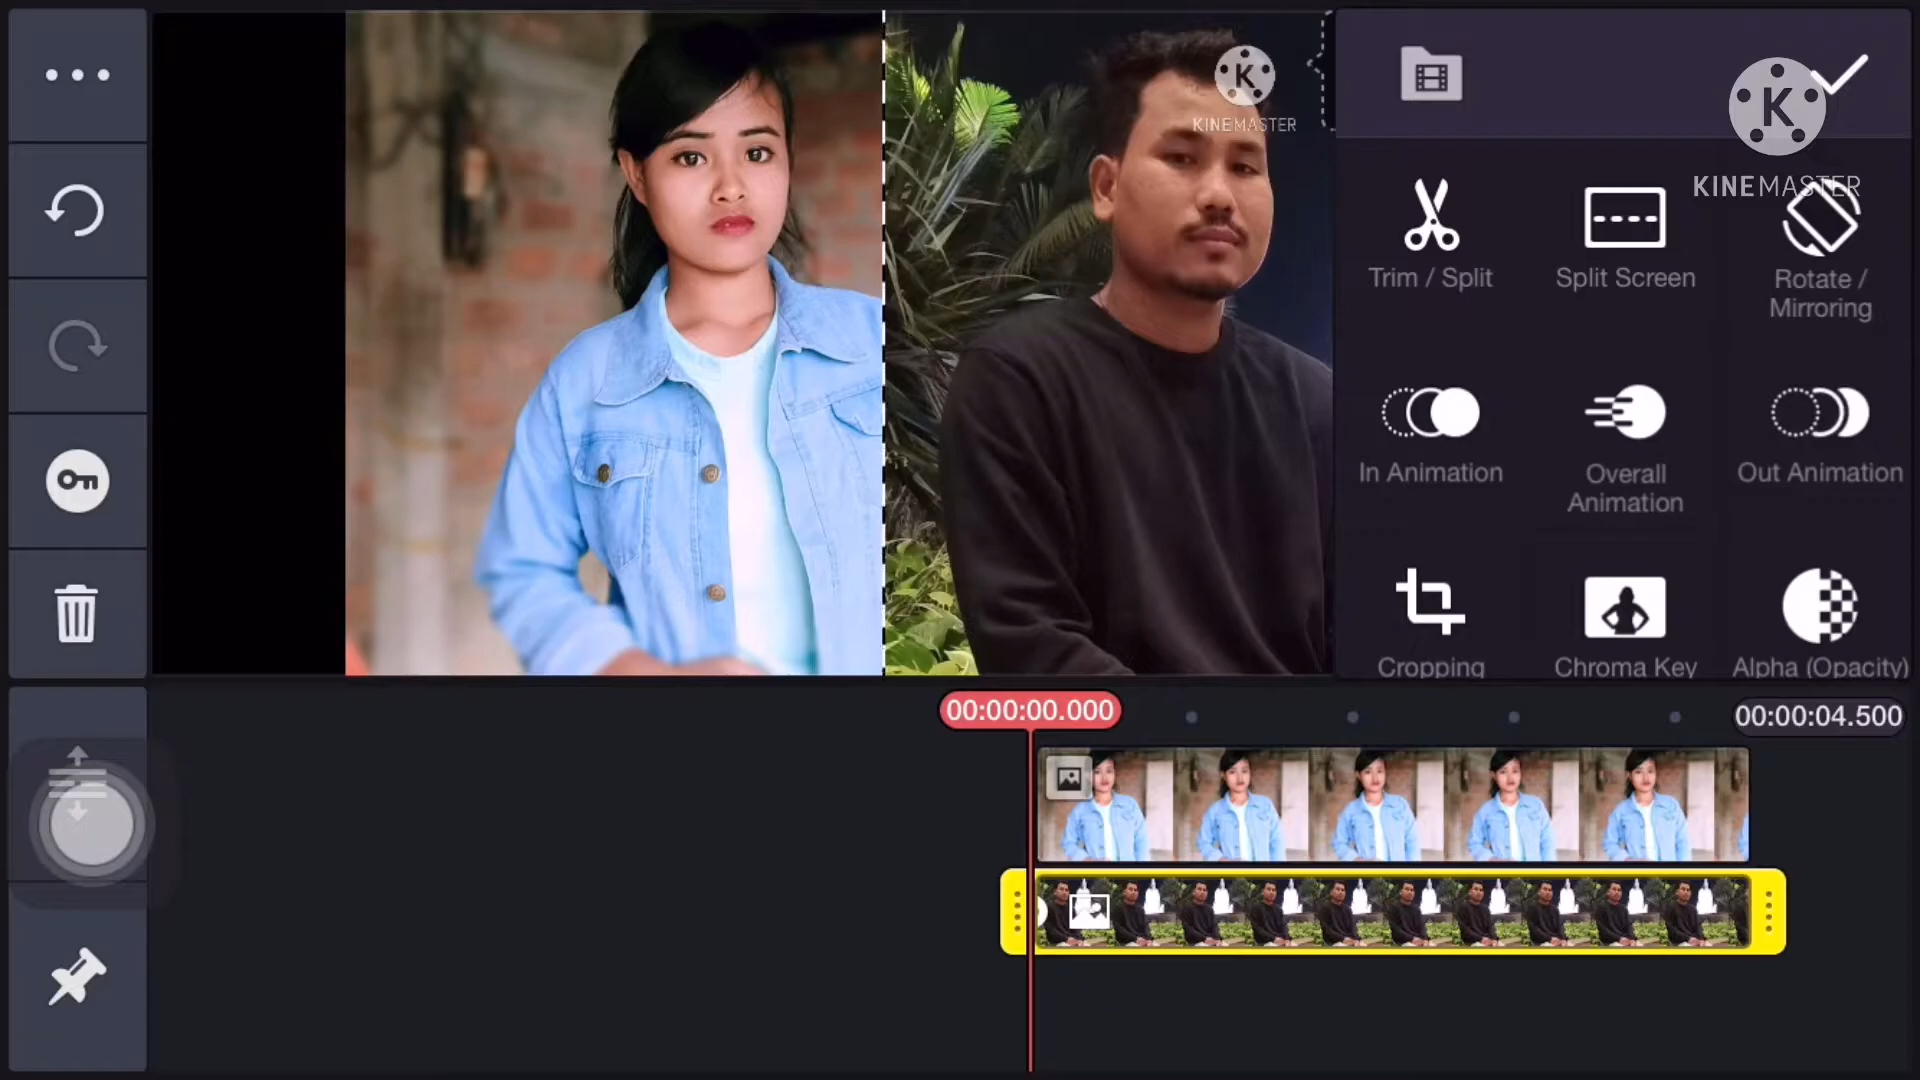 KINEMASTER
KINEMASTER
Trim / Split
Split Screen
Rotate /
Mirroring
In Animation
Overall
Animation
Out Animation
Cropping
Chroma Key
Alpha (Opacity)
00:00:00.000
00:00:04.500